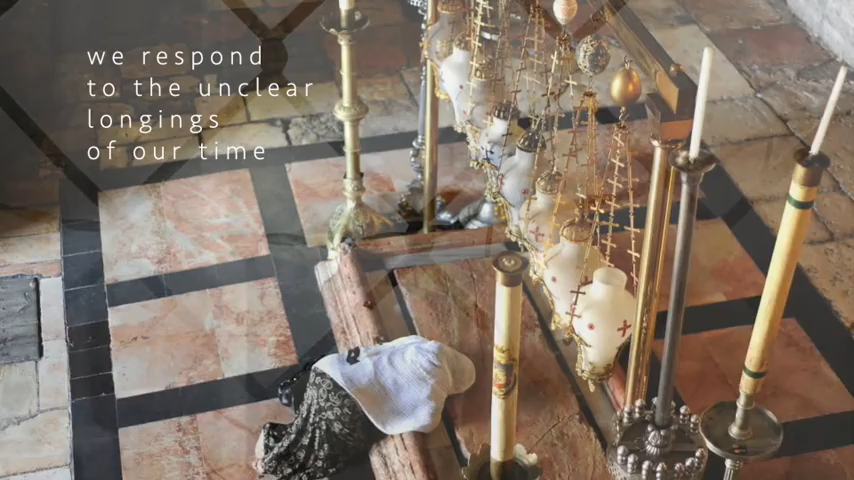 we respond
to the unclear
longings
of our time